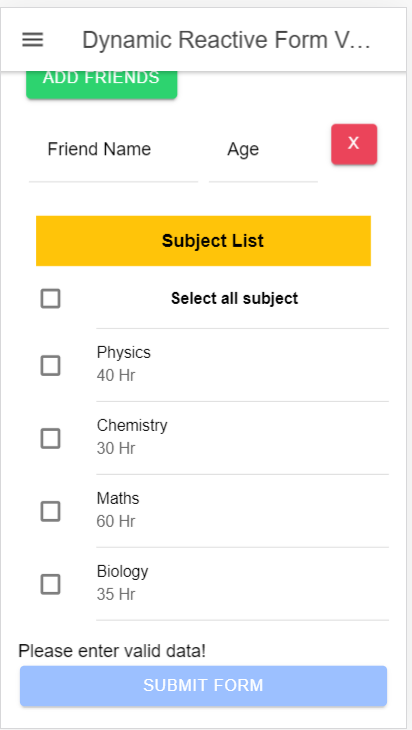 Dynamic Reactive Form V...
ADD FRIENDS
Friend Name Age X
Subject List
Select all subject
Physics
40 Hr
Chemistry
30 Hr
Maths
60 Hr
Biology
35 Hr
Please enter valid data!
SUBMIT FORM